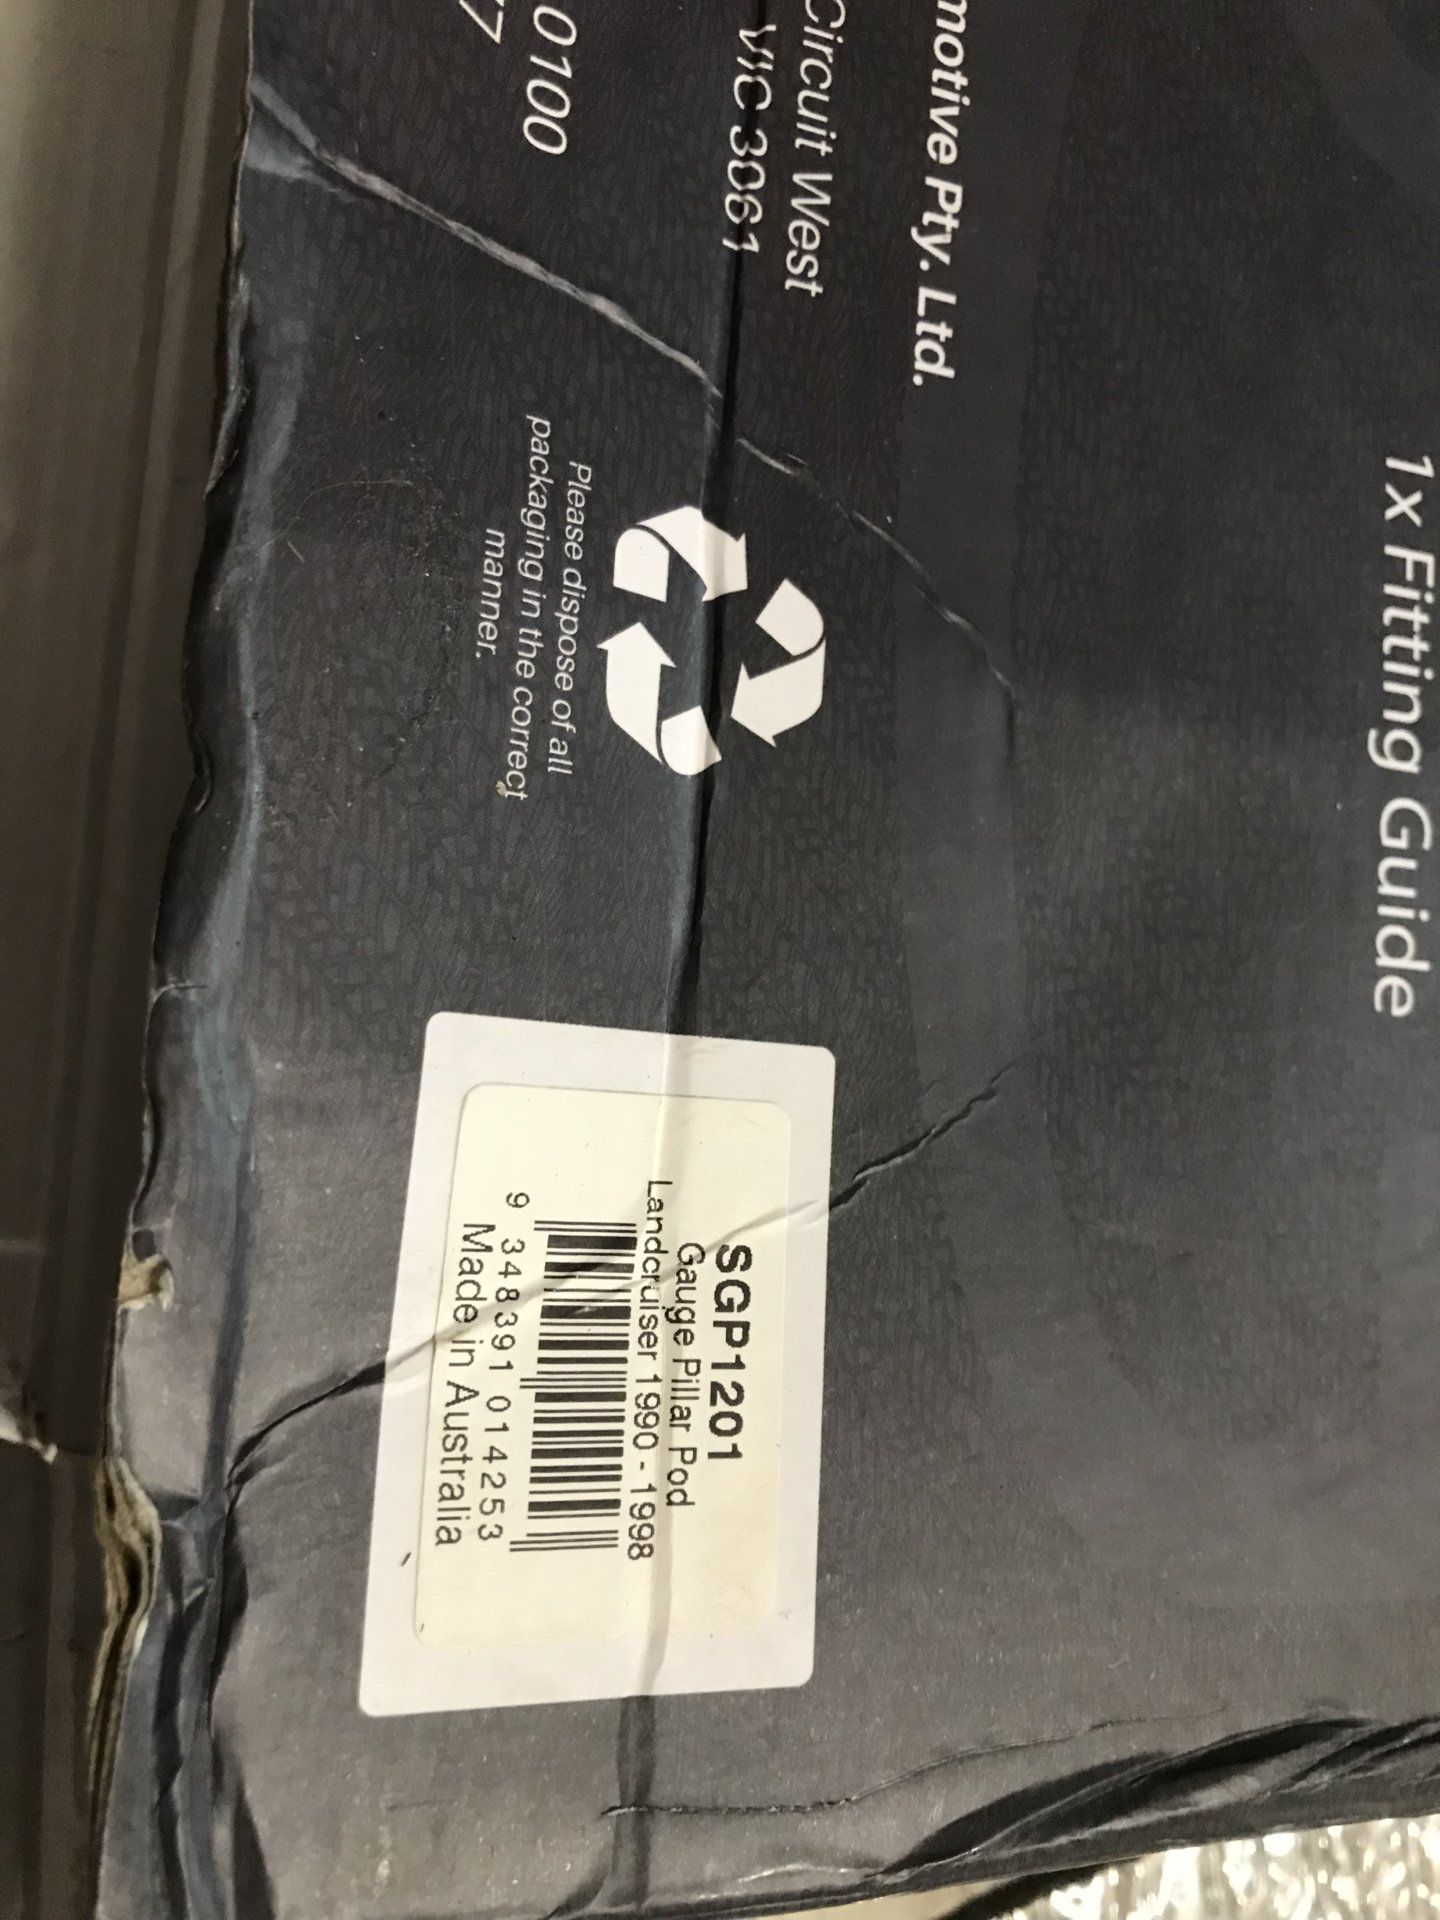 1x Fitting Guide
Pty. Ltd.
Circuit West
VIC 3061
0100
Please dispose of all
packaging in the correct
manner.
SGP1201
Gauge Pillar Pod
Landcruiser 1990 - 1998
9 348391 014253
Made in Australia